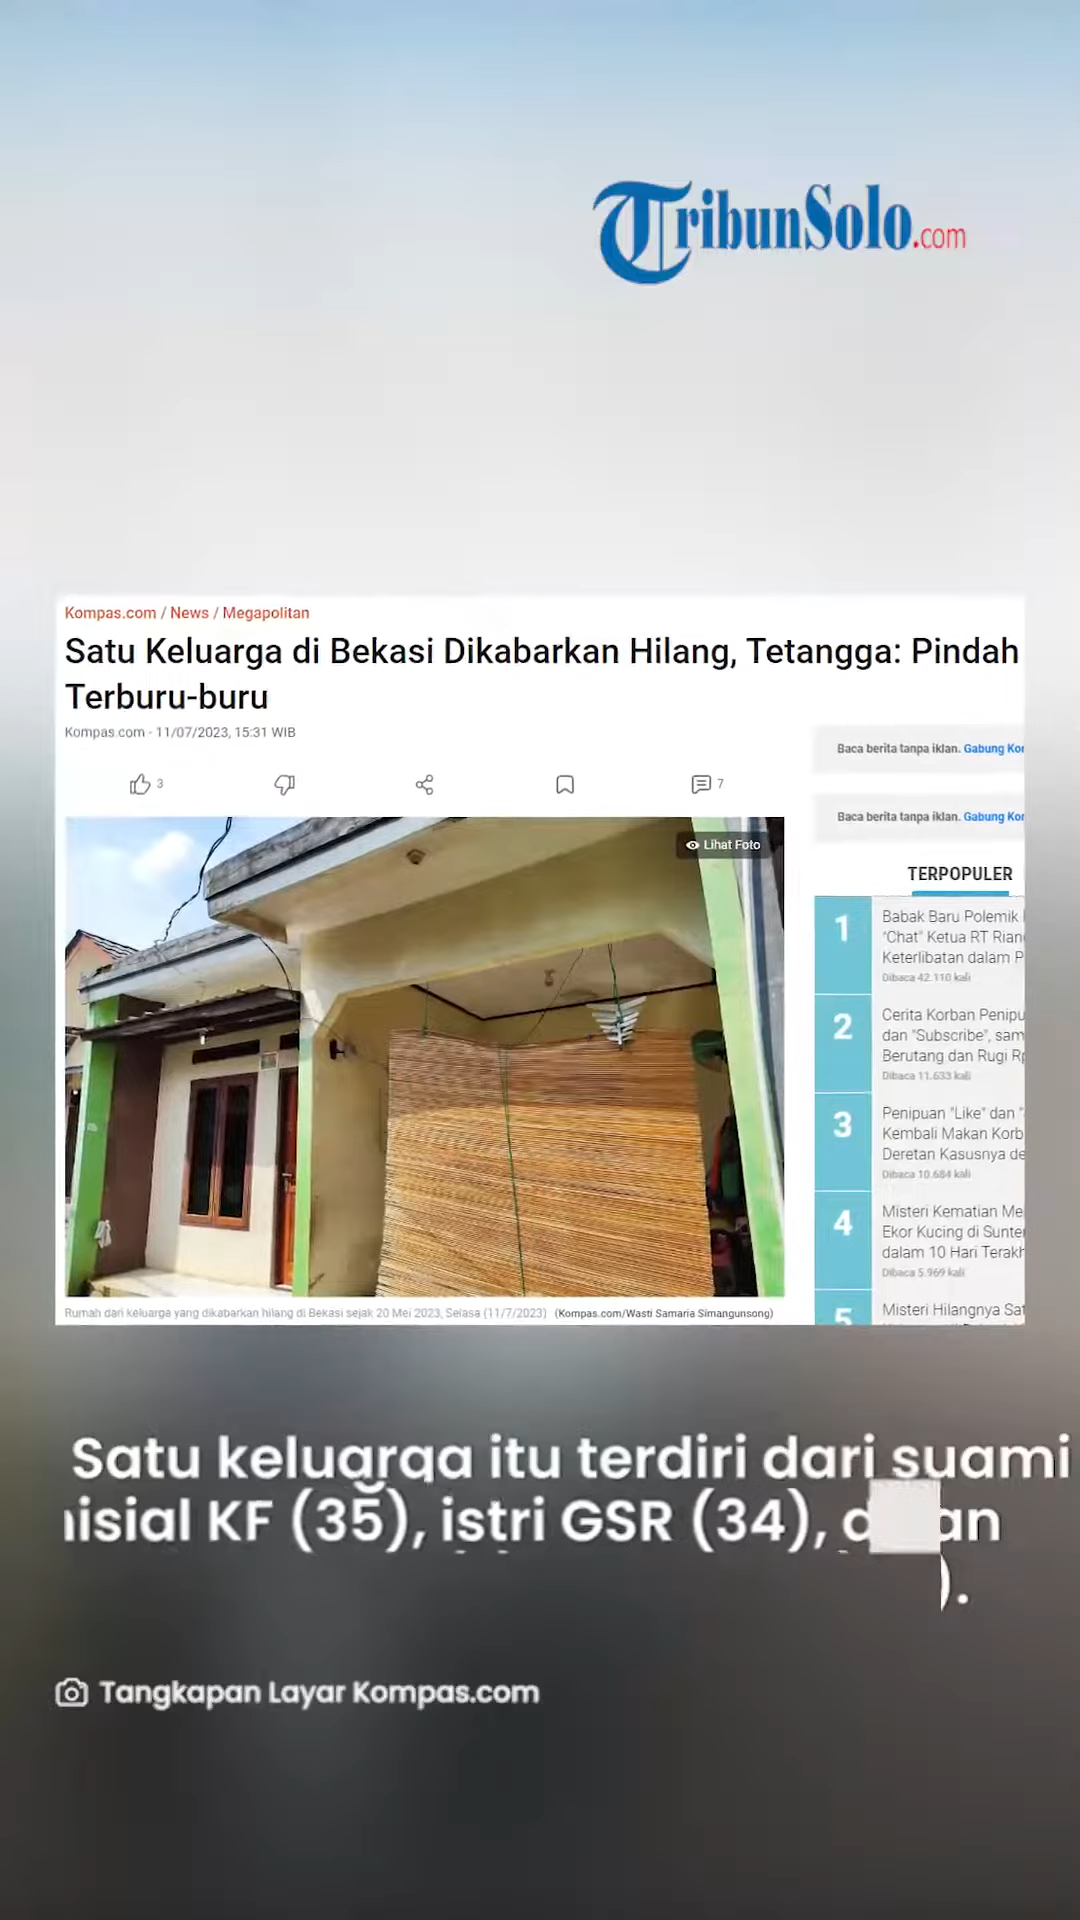 TribunSolo.com
Kompas.com / News / Megapolitan
Satu Keluarga di Bekasi Dikabarkan Hilang, Tetangga: Pindah
Terburu-buru
Kompas.com - 11/07/2023, 15:31 WIB
3
7
Lihat Foto
Rumah dari keluarga yang dikabarkan hilang di Bekasi sejak 20 Mei 2023, Selasa (11/7/2023) (Kompas.com/Wasti Samaria Simangunsong)
Baca berita tanpa iklan. Gabung
Baca berita tanpa iklan. Gabung
TERPOPULER
1
Babak Baru Polemik
"Chat" Ketua RT
Keterlibatan dalam
Dibaca 42.110 kali
2
Cerita Korban
dan "Subscribe",
Berutang dan Rugi
Dibaca 11.633 kali
3
Penipuan "Like" dan
Kembali Makan
Deretan Kasusnya
Dibaca 10.684 kali
4
Misteri Kematian
Ekor Kucing di
dalam 10 Hari
Dibaca 5.969 kali
5
Misteri Hilangnya
Satu keluarga itu terdiri dari suami
KF (35), istri GSR (34),
).
Tangkapan Layar Kompas.com